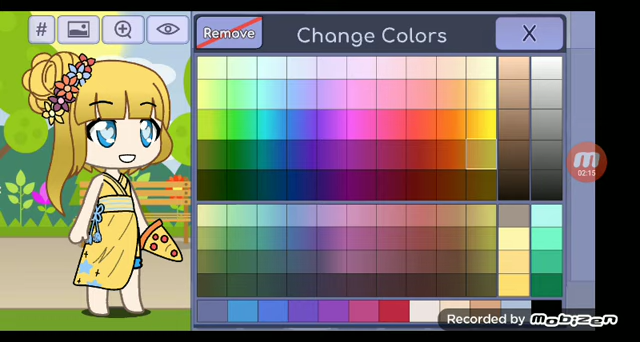 #
Remove
Change Colors
X
02:15
Recorded by MOBIZEN